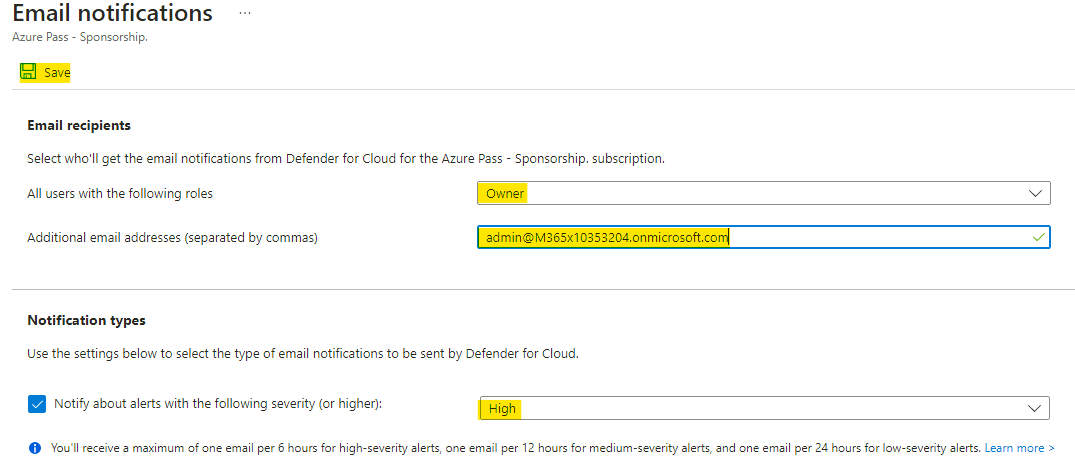 Email notifications ...
Azure Pass - Sponsorship.
Save
Email recipients
Select who'll get the email notifications from Defender for Cloud for the Azure Pass - Sponsorship. subscription.
All users with the following roles
Owner
Additional email addresses (separated by commas)
admin@M365x10353204.onmicrosoft.com
Notification types
Use the settings below to select the type of email notifications to be sent by Defender for Cloud.
Notify about alerts with the following severity (or higher):
High
You'll receive a maximum of one email per 6 hours for high-severity alerts, one email per 12 hours for medium-severity alerts, and one email per 24 hours for low-severity alerts. Learn more >